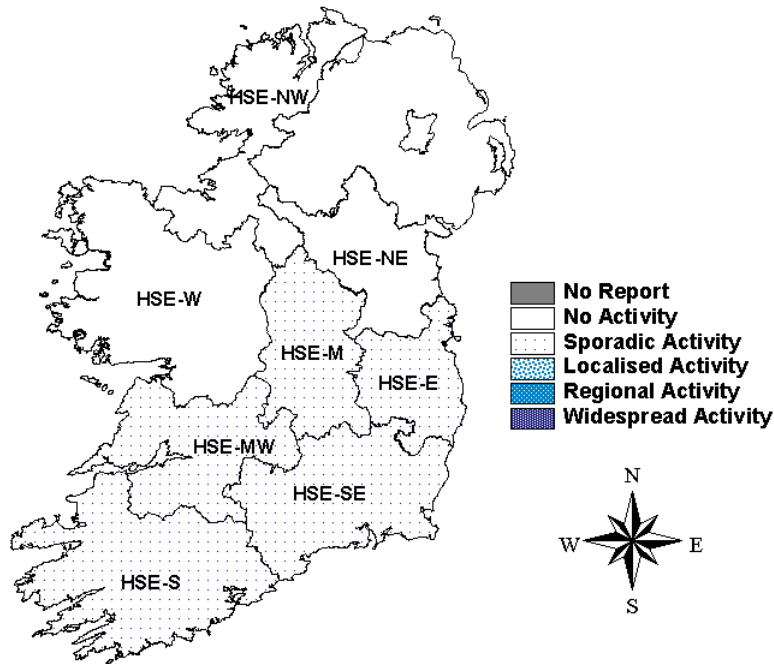 HSE-NW
HSE-NE
HSE-W
HSE-M
HSE-E
HSE-MW
HSE-SE
HSE-S
No Report
No Activity
Sporadic Activity
Localised Activity
Regional Activity
Widespread Activity
N
W E
S